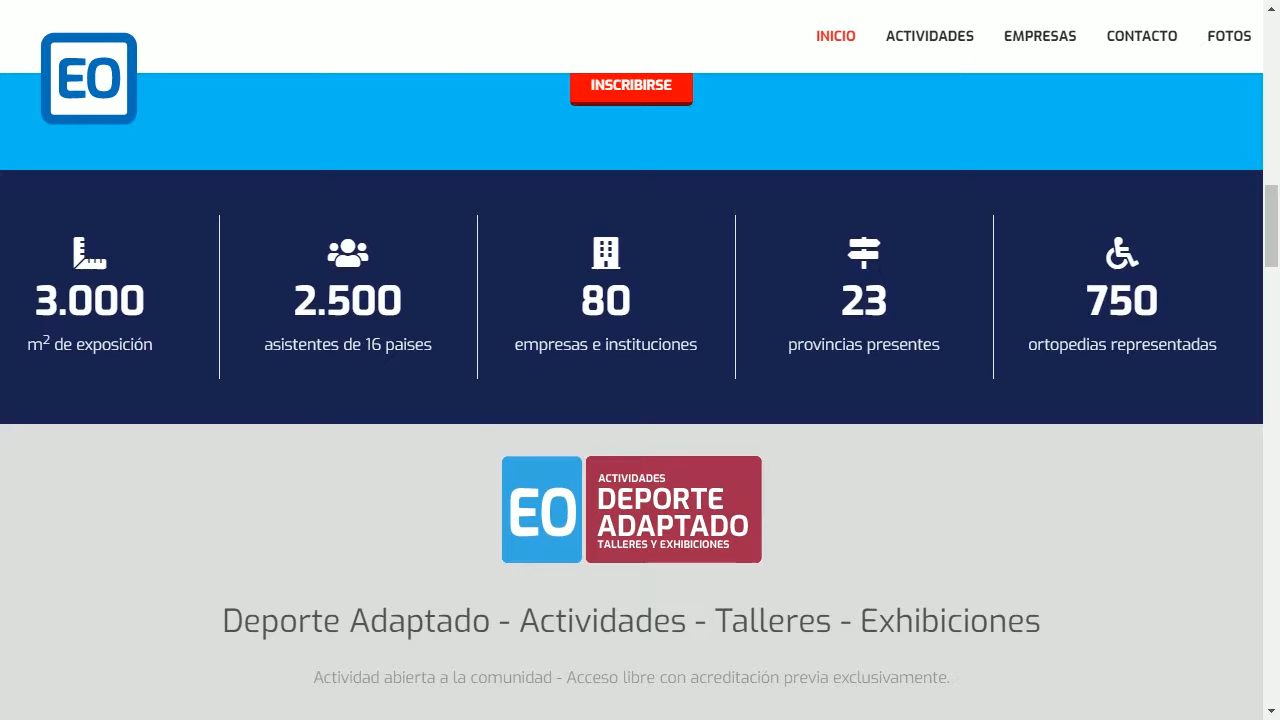 EO
INICIO ACTIVIDADES EMPRESAS CONTACTO FOTOS
INSCRIBIRSE
3.000
m² de exposición
2.500
asistentes de 16 paises
80
empresas e instituciones
23
provincias presentes
750
ortopedias representadas
EO
ACTIVIDADES
DEPORTE
ADAPTADO
TALLERES Y EXHIBICIONES
Deporte Adaptado - Actividades - Talleres - Exhibiciones
Actividad abierta a la comunidad - Acceso libre con acreditación previa exclusivamente.